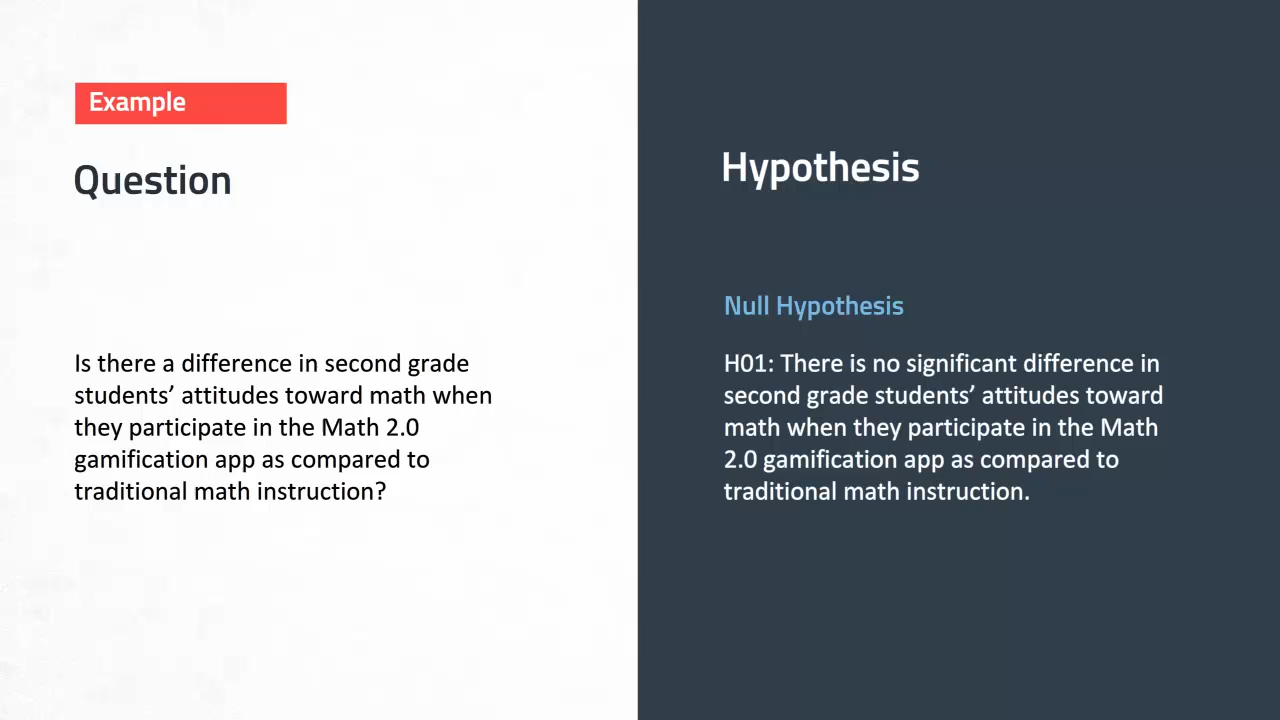 Example
Question
Is there a difference in second grade
students’ attitudes toward math when
they participate in the Math 2.0
gamification app as compared to
traditional math instruction?
Hypothesis
Null Hypothesis
H01: There is no significant difference in
second grade students’ attitudes toward
math when they participate in the Math
2.0 gamification app as compared to
traditional math instruction.